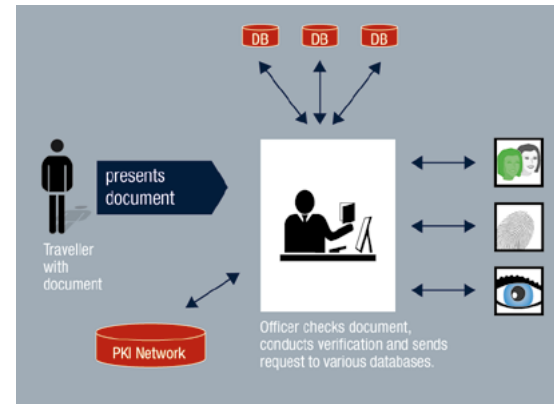 DB DB DB
presents
document
Traveller
with
document
PKI Network
Officer checks document,
conducts verification and sends
request to various databases.